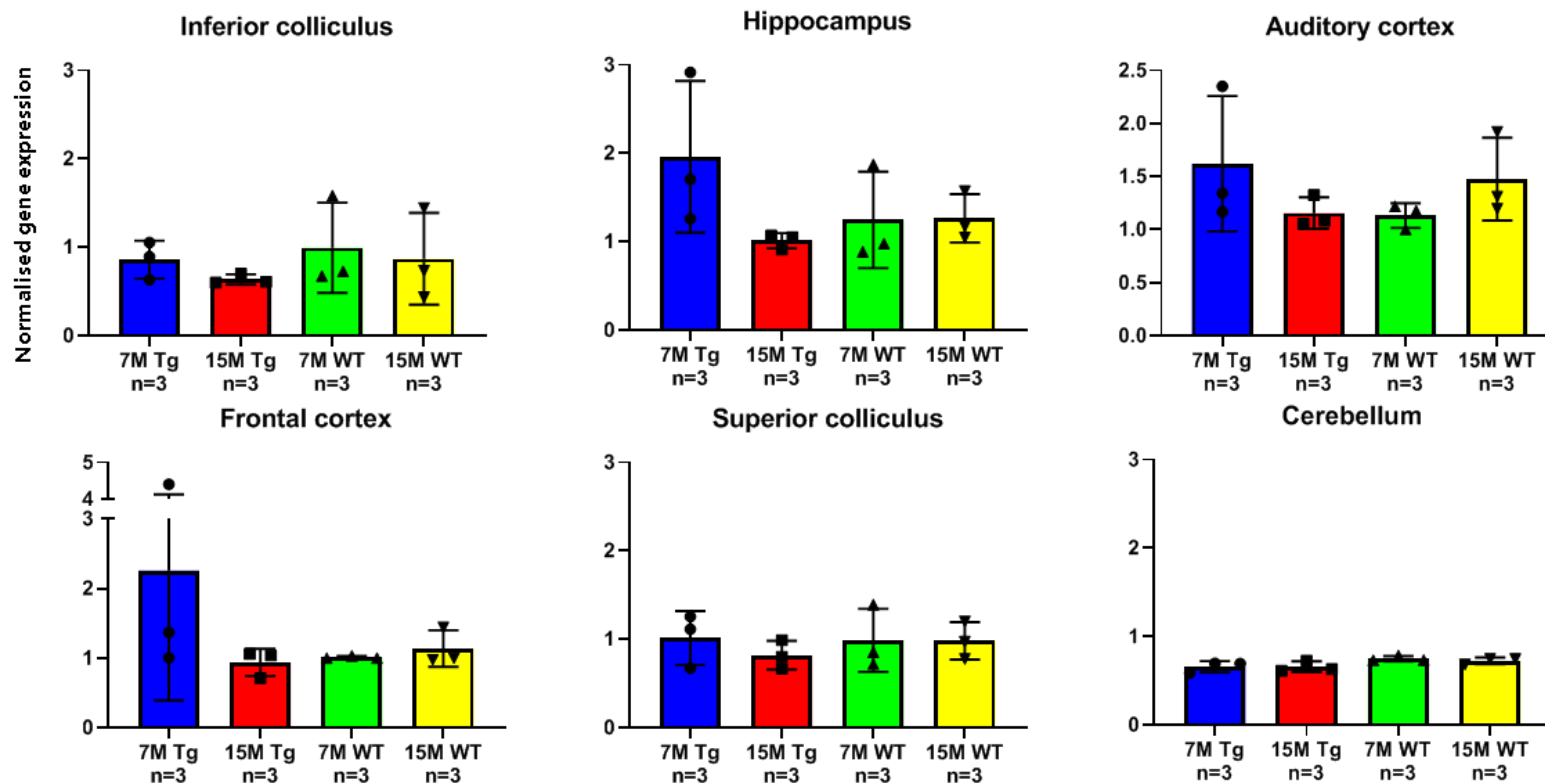 Inferior colliculus
Hippocampus
Auditory cortex
Normalised gene expression
3
2
1
0
7M Tg 15M Tg 7M WT 15M WT
n=3 n=3 n=3 n=3
3
2
1
0
7M Tg 15M Tg 7M WT 15M WT
n=3 n=3 n=3 n=3
2.5
2.0
1.5
1.0
0.5
0.0
7M Tg 15M Tg 7M WT 15M WT
n=3 n=3 n=3 n=3
Frontal cortex
Superior colliculus
Cerebellum
5
4
3
2
1
0
7M Tg 15M Tg 7M WT 15M WT
n=3 n=3 n=3 n=3
3
2
1
0
7M Tg 15M Tg 7M WT 15M WT
n=3 n=3 n=3 n=3
3
2
1
0
7M Tg 15M Tg 7M WT 15M WT
n=3 n=3 n=3 n=3